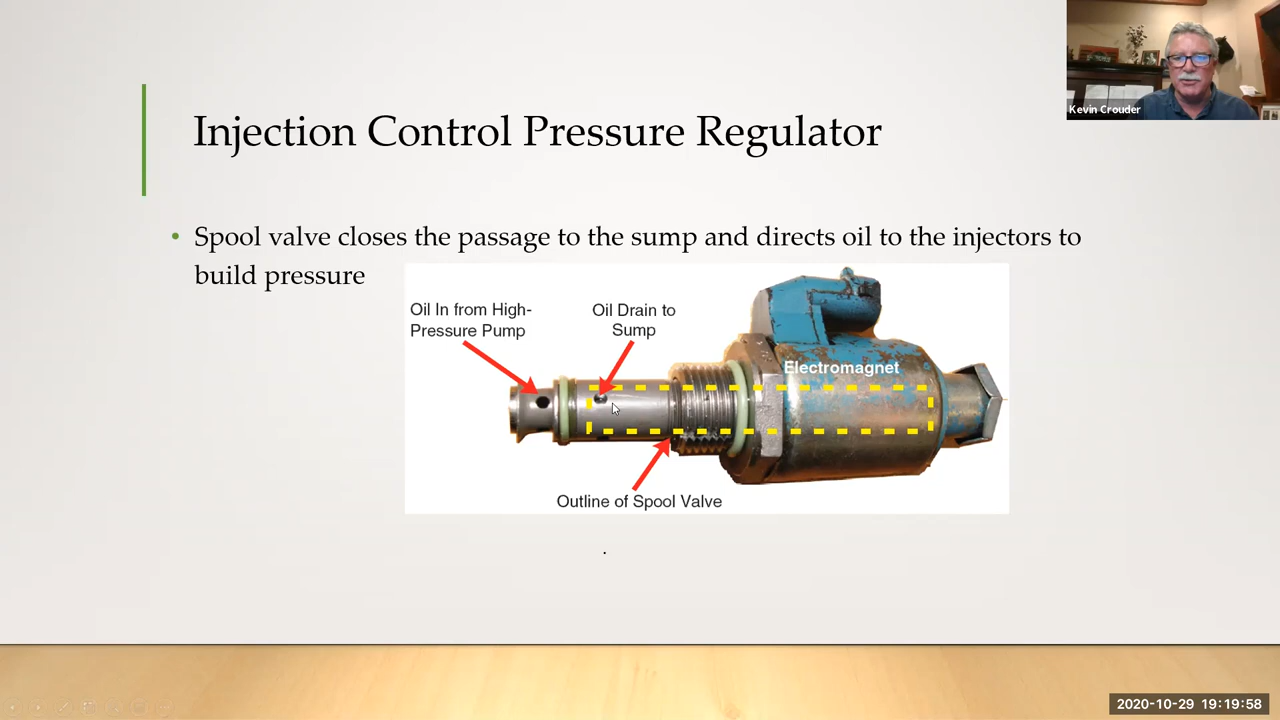 Kevin Crouder
Injection Control Pressure Regulator
• Spool valve closes the passage to the sump and directs oil to the injectors to
build pressure
Oil In from High-
Pressure Pump
Oil Drain to
Sump
Electromagnet
Outline of Spool Valve
.
2020-10-29 19:19:58